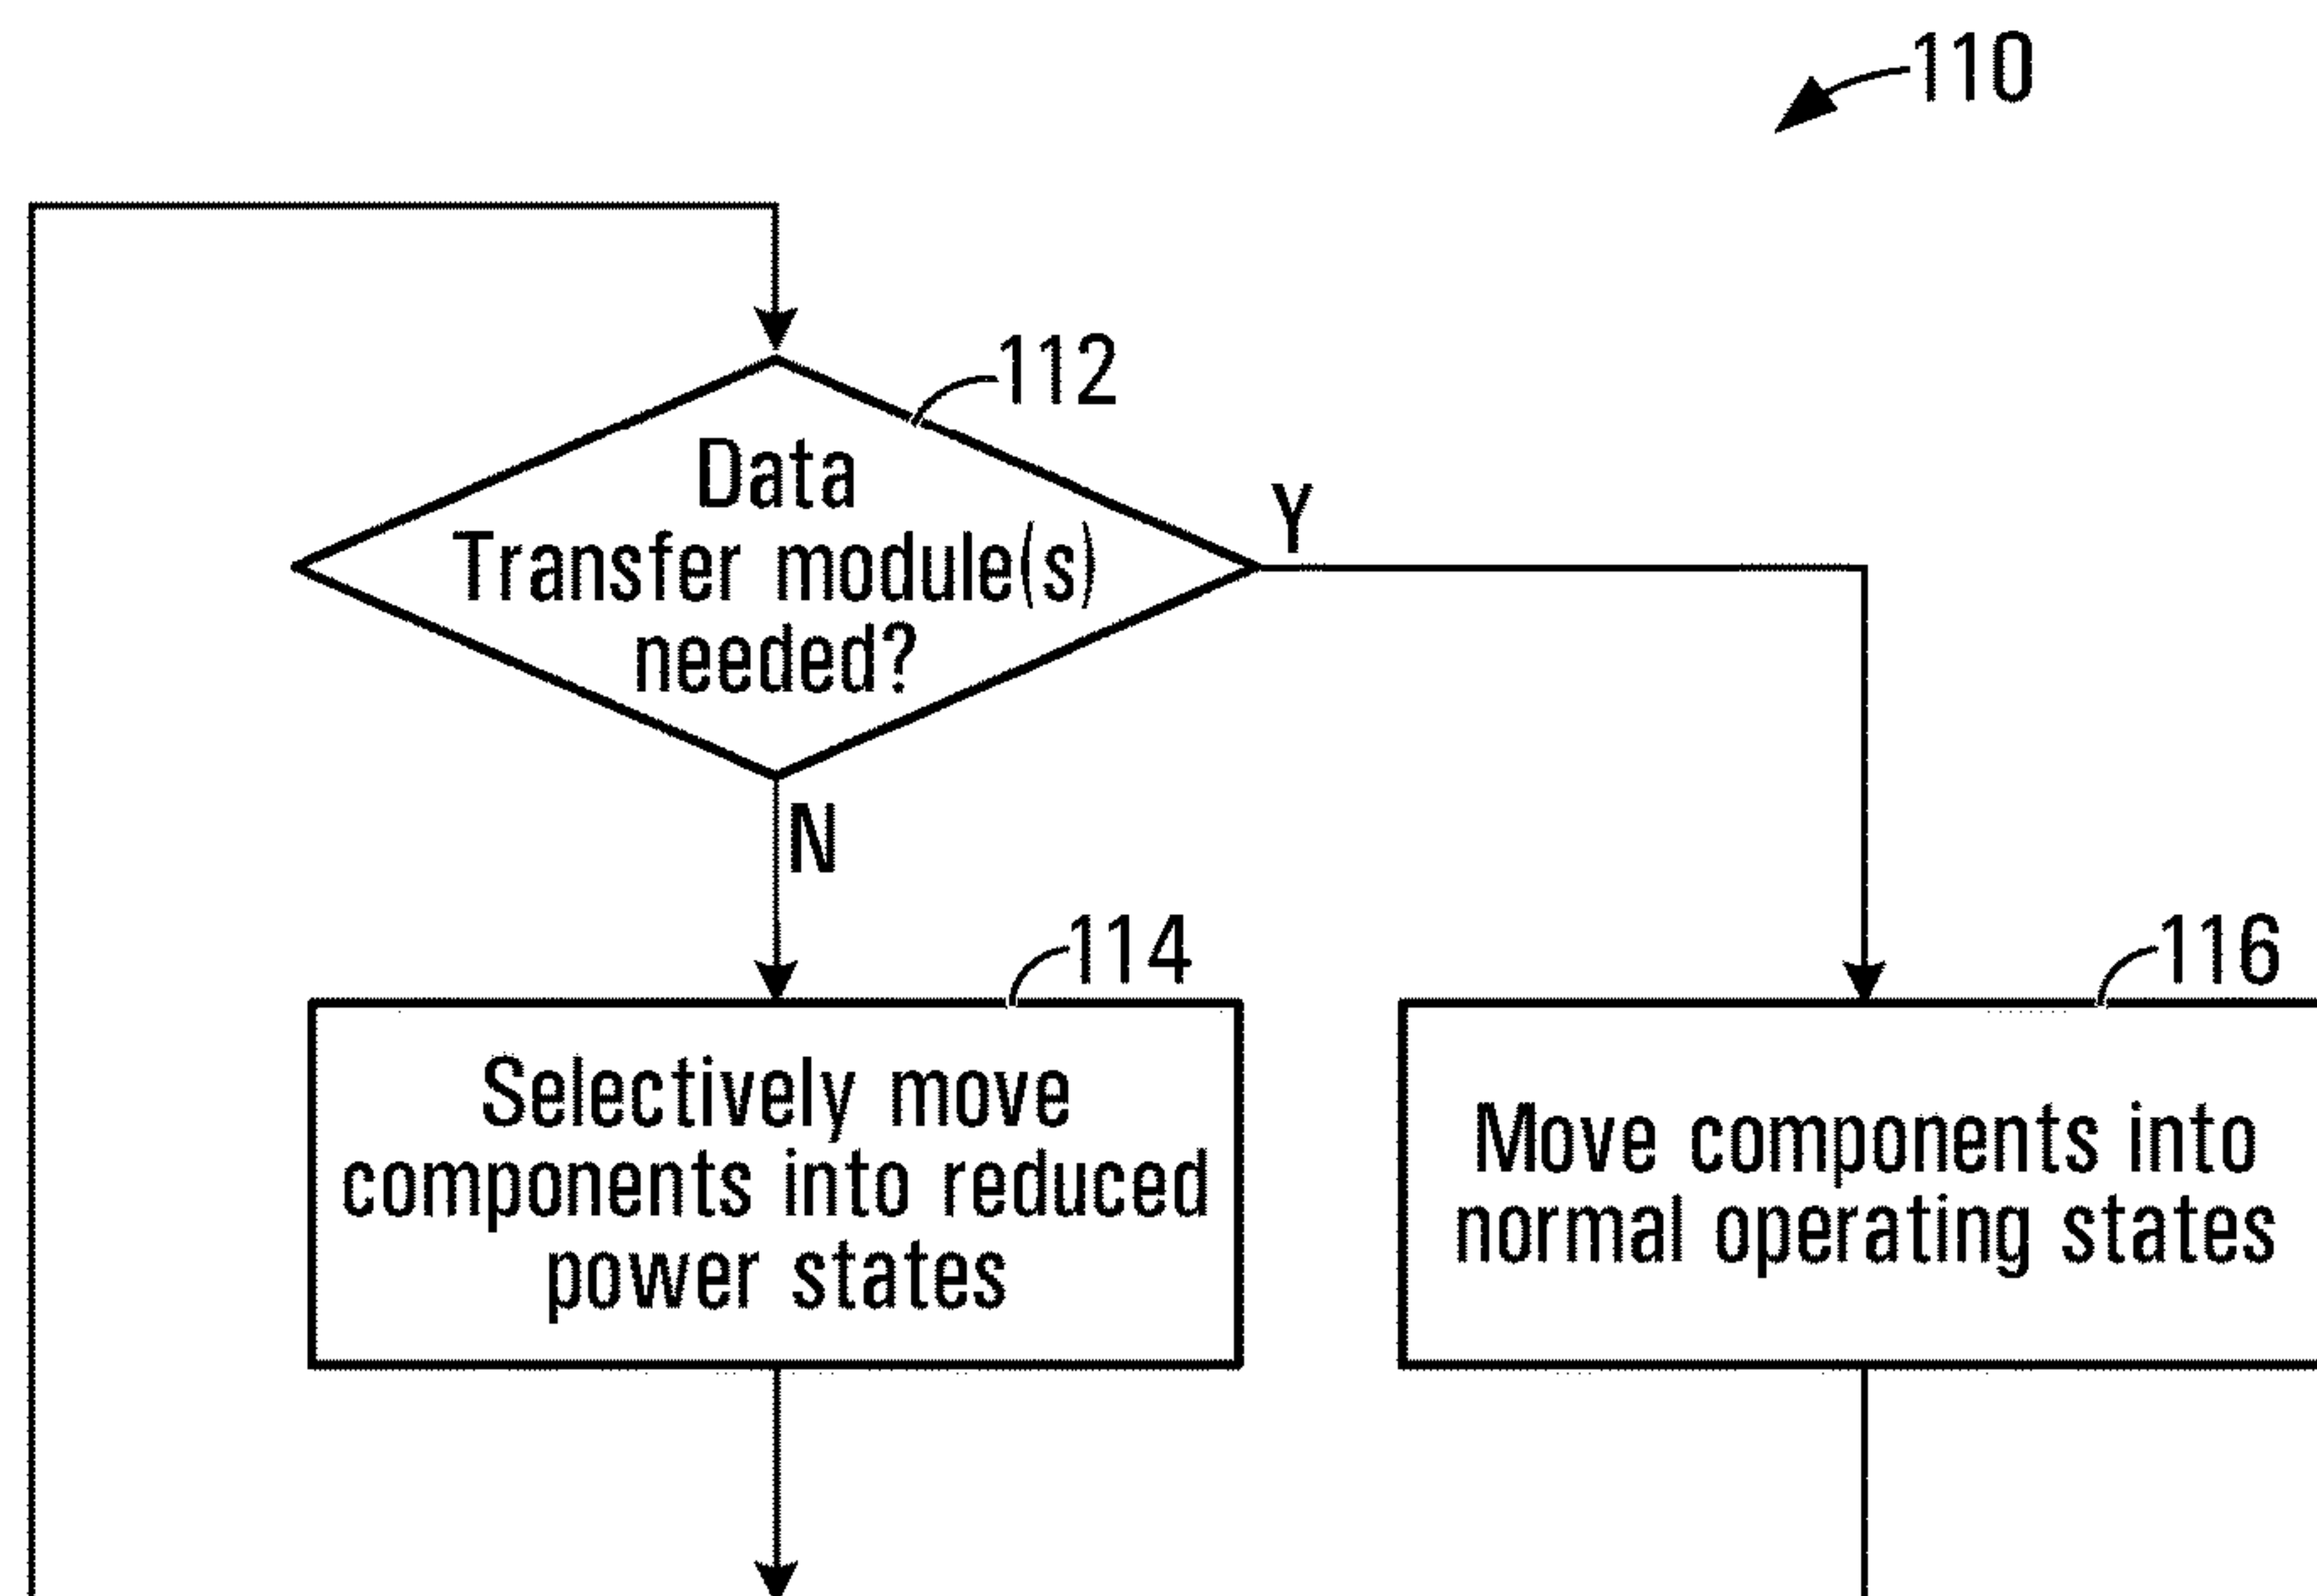 110
112
Data
Transfer module(s)
needed?
Y
N
114
Selectively move
components into reduced
power states
116
Move components into
normal operating states